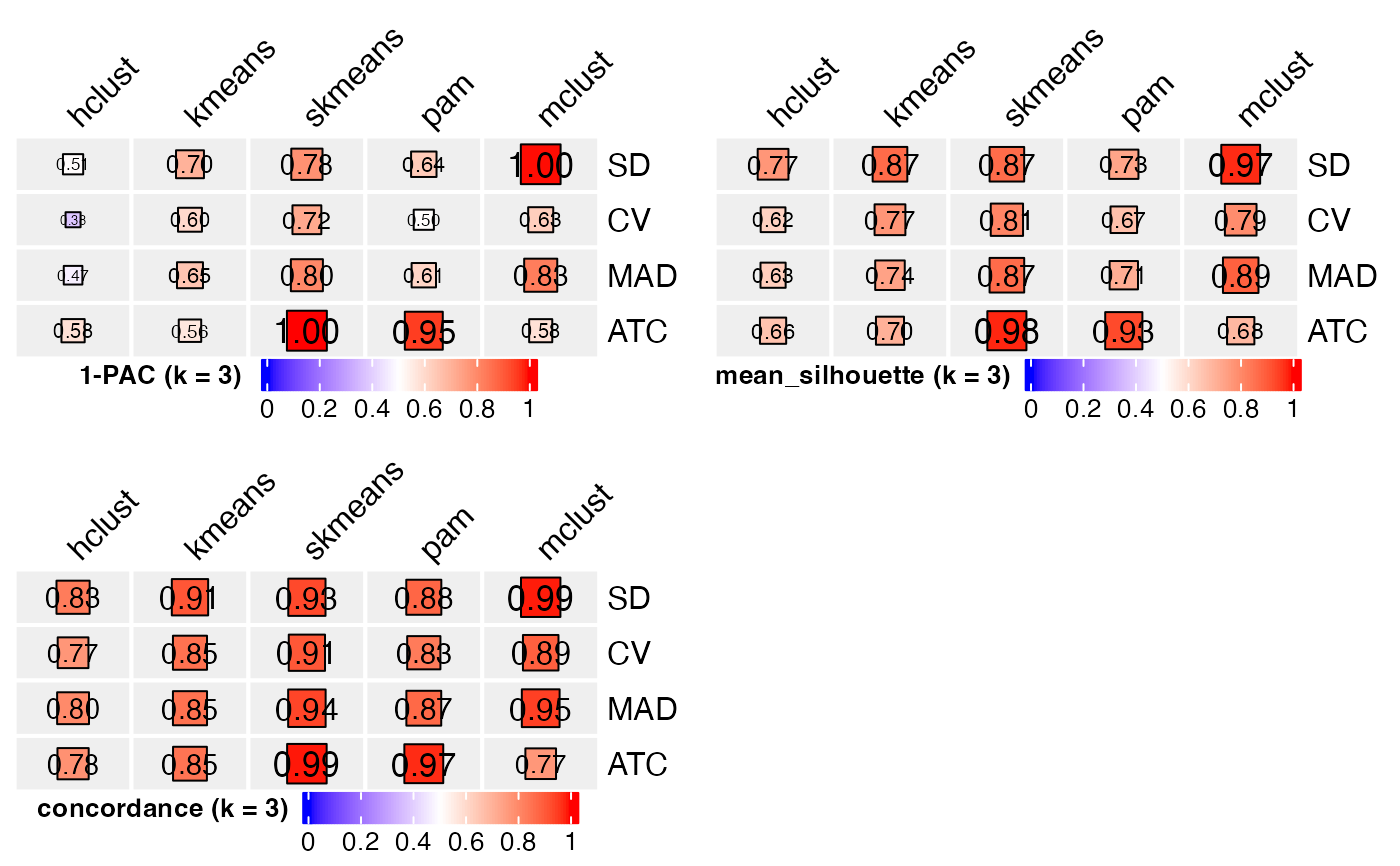 hclust kmeans skmeans pam mclust
0.51 0.70 0.78 0.64 1.00 SD
0.38 0.60 0.72 0.50 0.63 CV
0.47 0.65 0.80 0.61 0.83 MAD
0.58 0.56 1.00 0.95 0.58 ATC
1-PAC (k = 3)
0 0.2 0.4 0.6 0.8 1
hclust kmeans skmeans pam mclust
0.77 0.87 0.87 0.73 0.97 SD
0.62 0.77 0.81 0.67 0.79 CV
0.63 0.74 0.87 0.71 0.89 MAD
0.66 0.70 0.98 0.93 0.68 ATC
mean_silhouette (k = 3)
0 0.2 0.4 0.6 0.8 1
hclust kmeans skmeans pam mclust
0.83 0.91 0.93 0.88 0.99 SD
0.77 0.85 0.91 0.83 0.89 CV
0.80 0.85 0.94 0.87 0.95 MAD
0.78 0.85 0.99 0.97 0.77 ATC
concordance (k = 3)
0 0.2 0.4 0.6 0.8 1